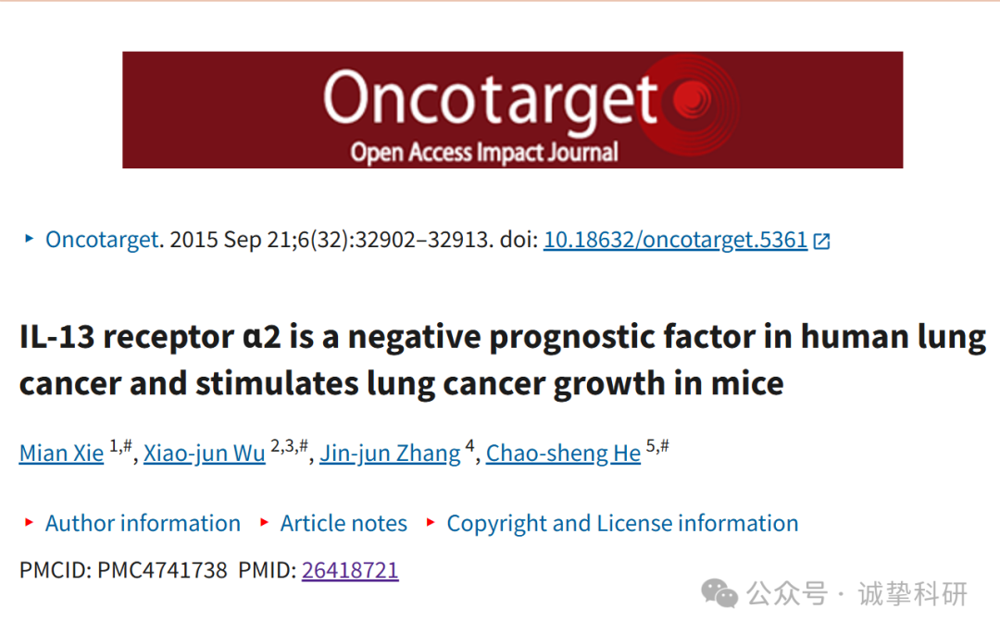 Oncotarget
Open Access Impact Journal
Oncotarget. 2015 Sep 21;6(32):32902–32913. doi: 10.18632/oncotarget.5361
IL-13 receptor α2 is a negative prognostic factor in human lung
cancer and stimulates lung cancer growth in mice
Mian Xie 1,#, Xiao-jun Wu 2,3,#, Jin-jun Zhang 4, Chao-sheng He 5,#
Author information Article notes Copyright and License information
PMCID: PMC4741738 PMID: 26418721
公众号 · 诚挚科研